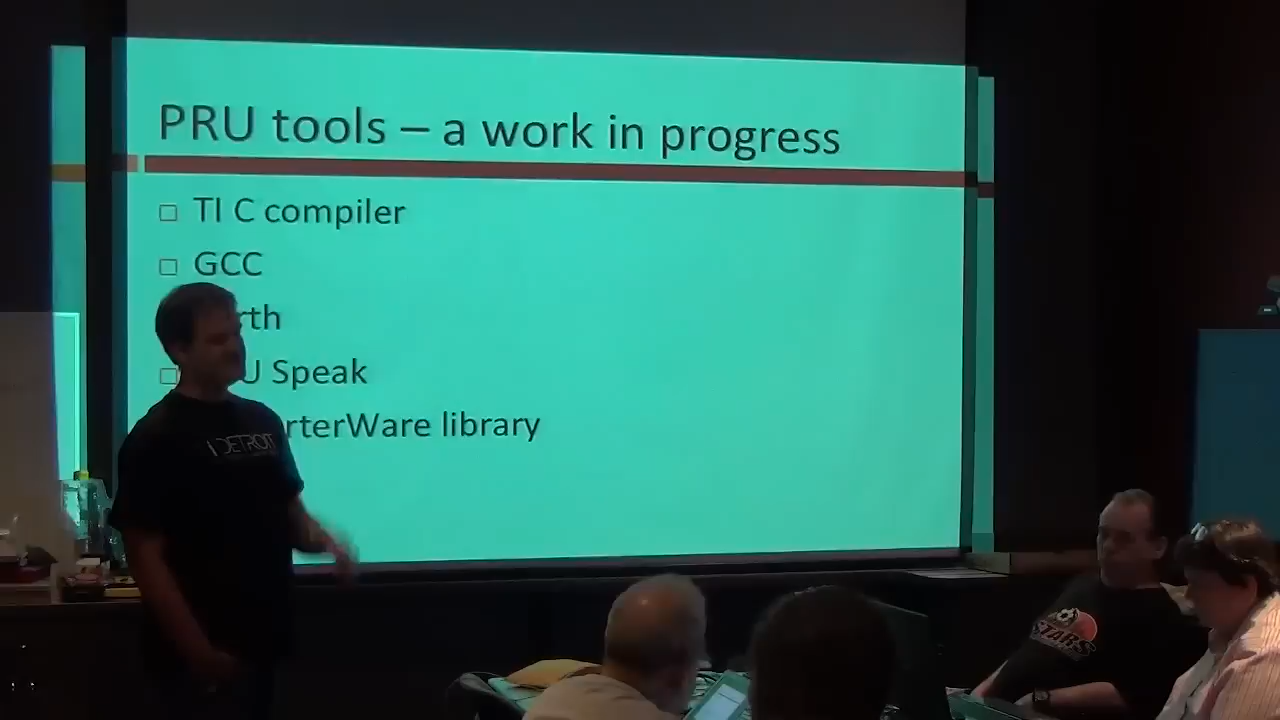 PRU tools – a work in progress
TI C compiler
GCC
rth
U Speak
rterWare library
DETROIT
STARS